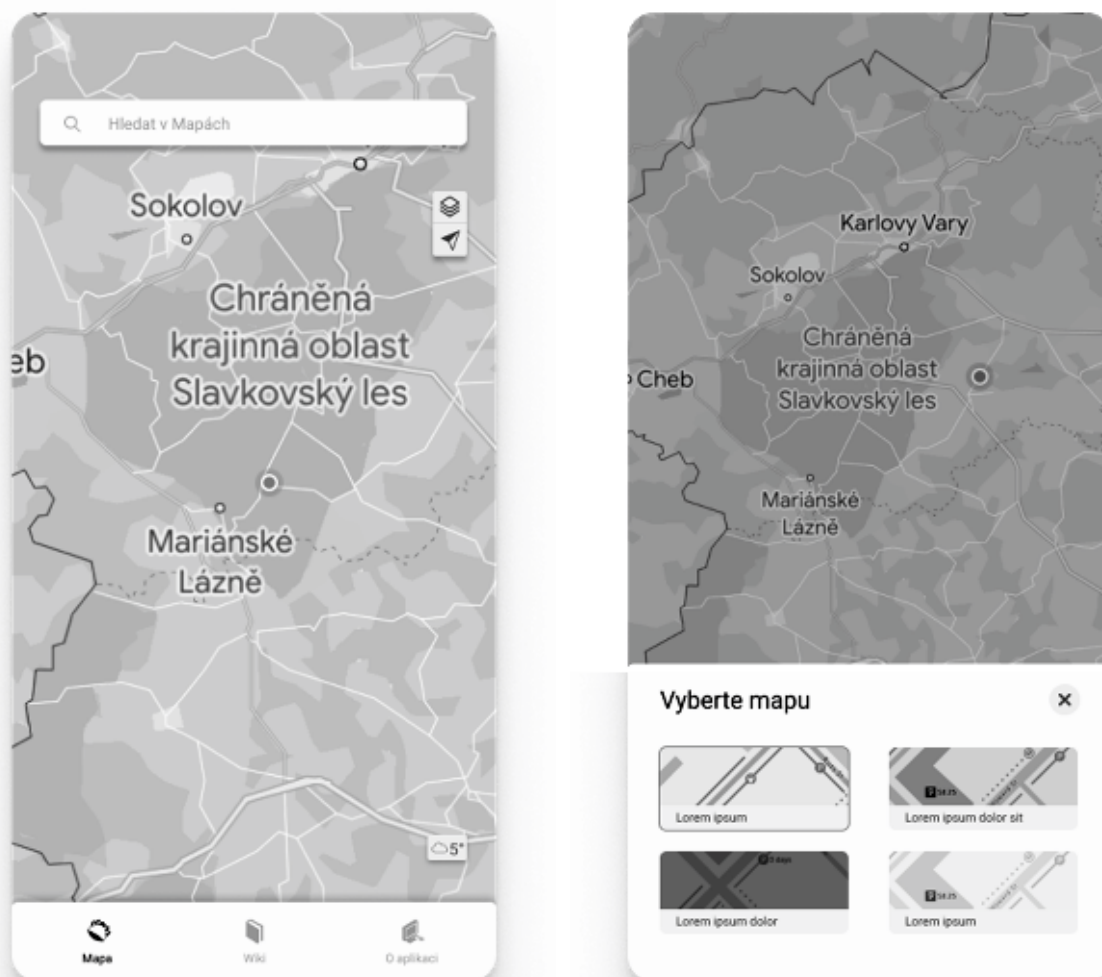 Hledat v Mapách
Sokolov
Chráněná
krajinná oblast
Slavkovský les
eb
Mariánské
Lázně
5°
Mapa
Wiki
O aplikaci
Karlovy Vary
Sokolov
Chráněná
krajinná oblast
Slavkovský les
Cheb
Mariánské
Lázně
Vyberte mapu
Lorem ipsum
Lorem ipsum dolor sit
Lorem ipsum dolor
Lorem ipsum